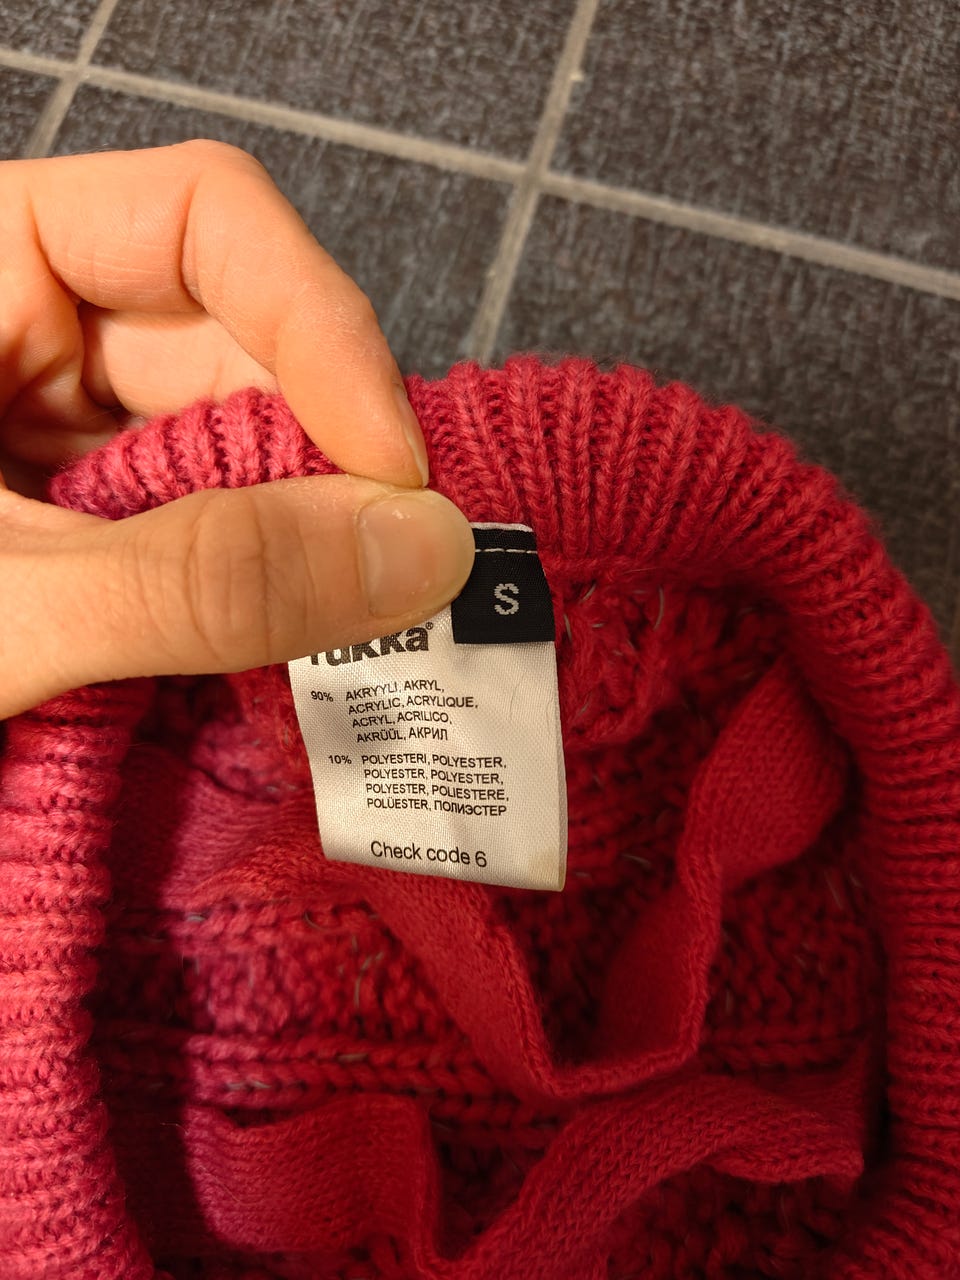 S
rukka®
90% AKRYYLI, AKRYL,
ACRYLIC, ACRYLIQUE,
ACRYL, ACRILICO,
AKRÜÜL, АКРИЛ
10% POLYESTERI, POLYESTER,
POLYESTER, POLYESTER,
POLYESTER, POLIESTERE,
POLÜESTER, ПОЛИЭСТЕР
Check code 6